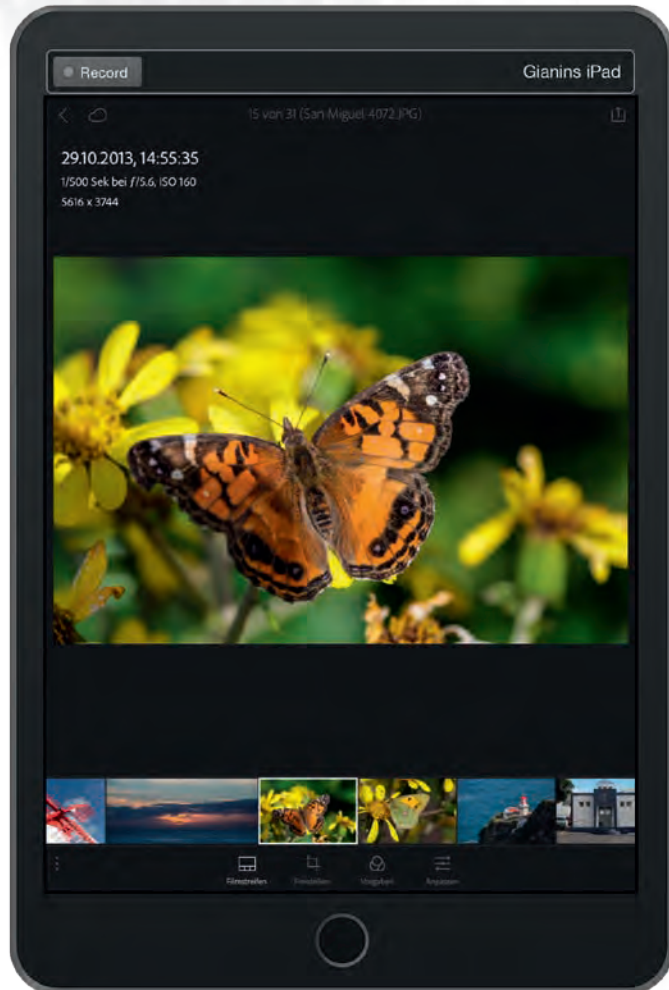 Record
Gianins iPad
15 von 31 (San Miguel-4072.JPG)
29.10.2013, 14:55:35
1/500 Sek bei f/5.6, ISO 160
5616 x 3744
Filmstreifen
Freistellen
Vorgaben
Anpassen